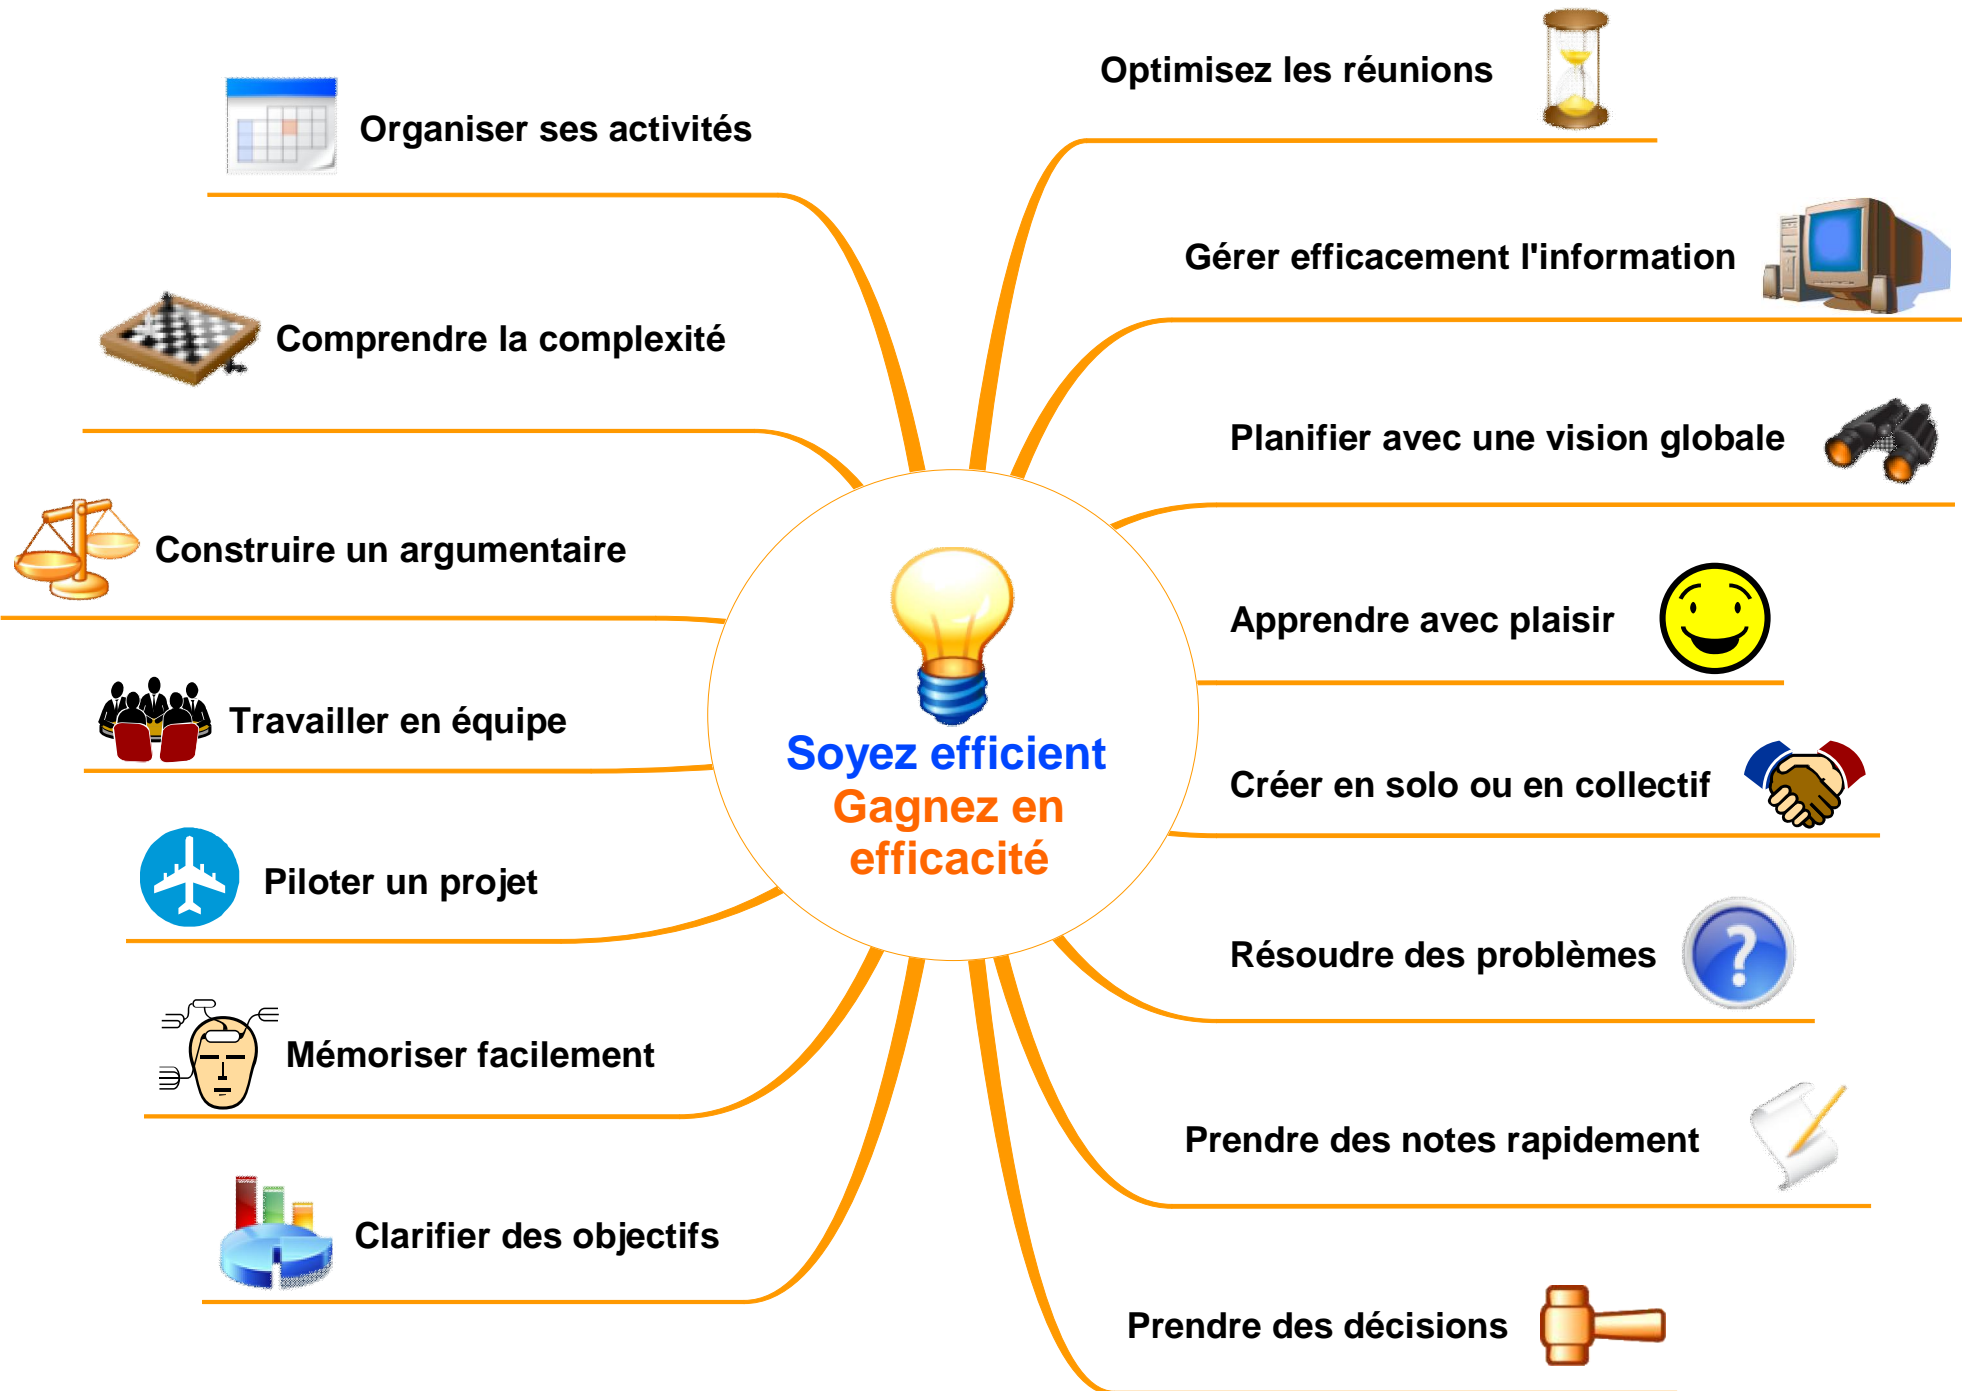 Soyez efficient
Gagnez en
efficacité
Optimisez les réunions
Gérer efficacement l'information
Planifier avec une vision globale
Apprendre avec plaisir
Créer en solo ou en collectif
Résoudre des problèmes
Prendre des notes rapidement
Prendre des décisions
Clarifier des objectifs
Mémoriser facilement
Piloter un projet
Travailler en équipe
Construire un argumentaire
Comprendre la complexité
Organiser ses activités
?